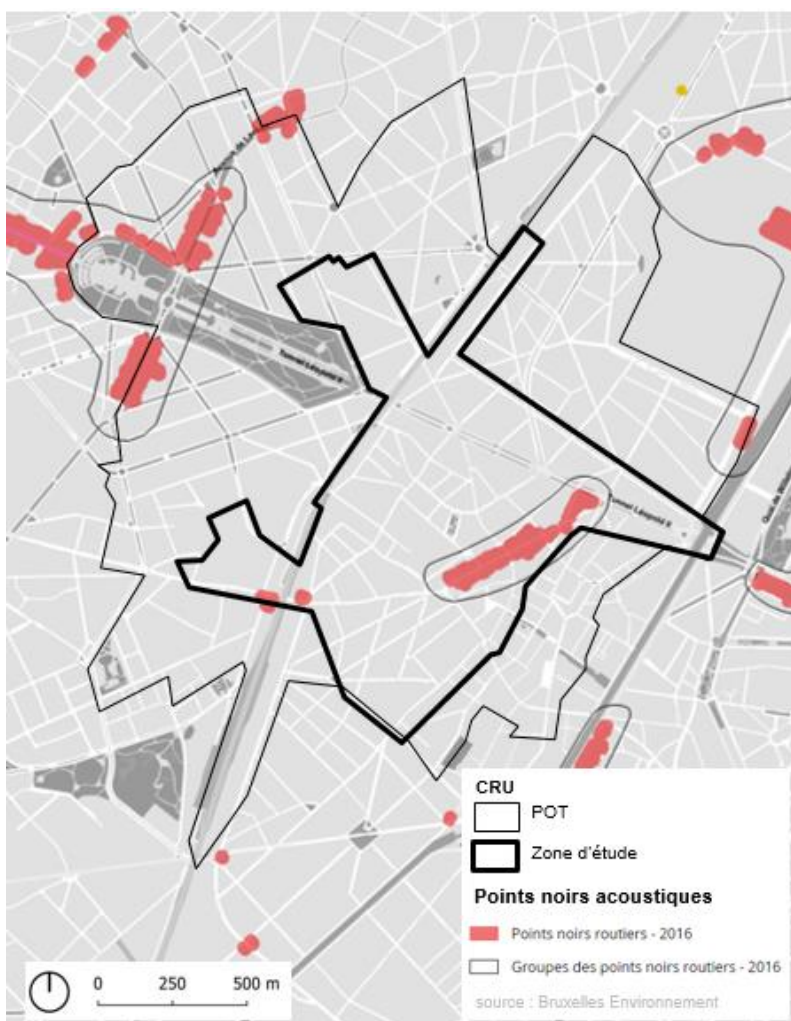 Tunnel Léopold II
Tunnel Léopold II
CRU
POT
Zone d'étude
Points noirs acoustiques
Points noirs routiers - 2016
Groupes des points noirs routiers - 2016
source : Bruxelles Environnement
0 250 500 m